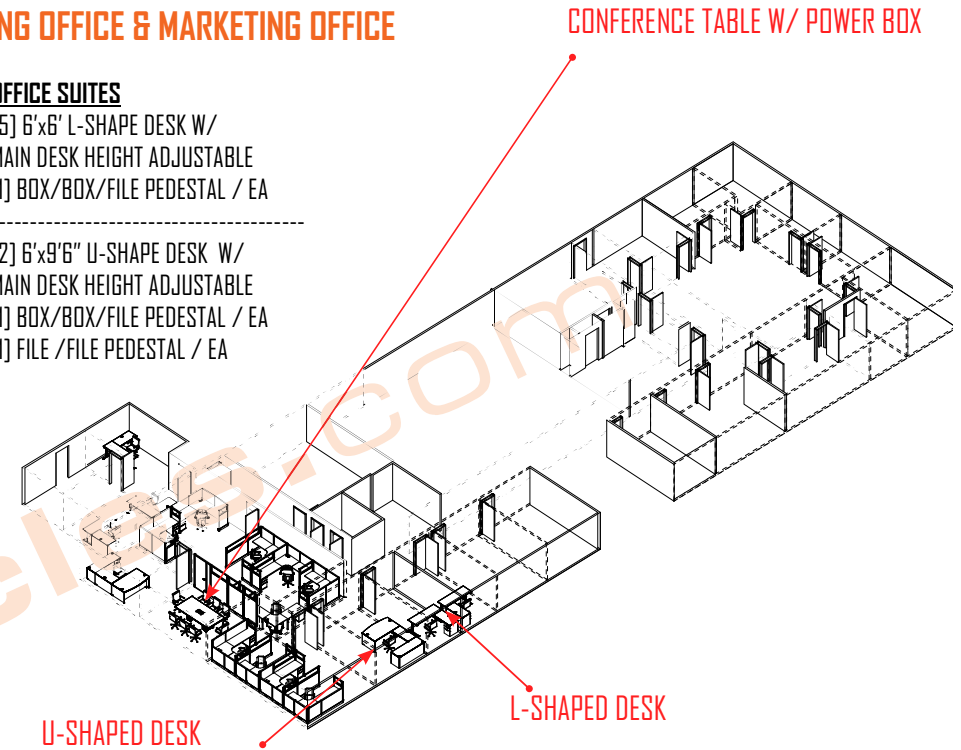 NG OFFICE & MARKETING OFFICE
CONFERENCE TABLE W/ POWER BOX
OFFICE SUITES
5] 6'x6' L-SHAPE DESK W/
MAIN DESK HEIGHT ADJUSTABLE
1] BOX/BOX/FILE PEDESTAL / EA
---------------------------------------
2] 6'x9'6" U-SHAPE DESK W/
MAIN DESK HEIGHT ADJUSTABLE
1] BOX/BOX/FILE PEDESTAL / EA
1] FILE /FILE PEDESTAL / EA
cles.com
L-SHAPED DESK
U-SHAPED DESK